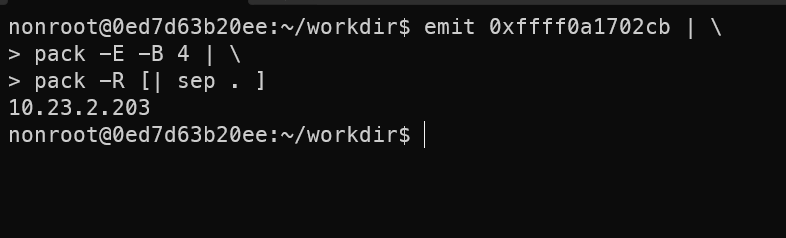 nonroot@0ed7d63b20ee:~/workdir$ emit 0xffff0a1702cb | \
> pack -E -B 4 | \
> pack -R [| sep . ]
10.23.2.203
nonroot@0ed7d63b20ee:~/workdir$